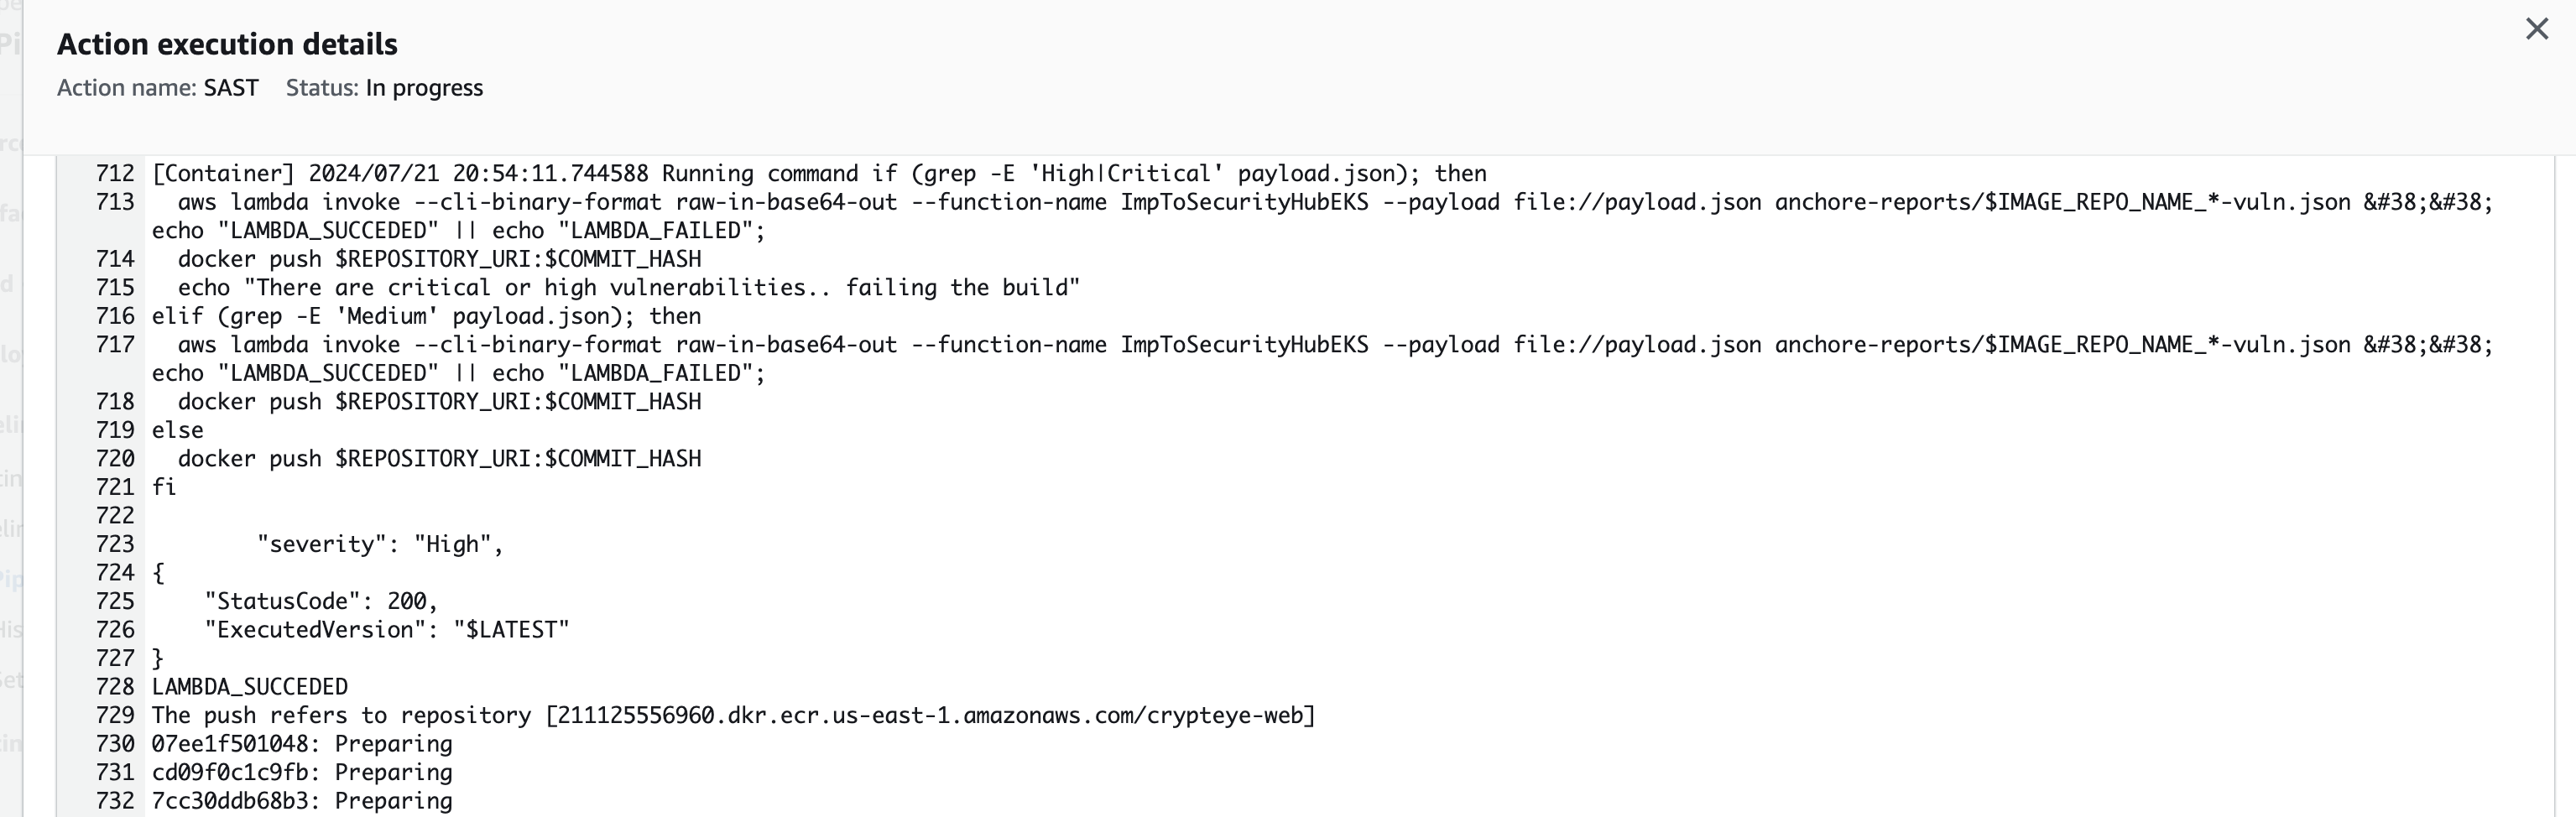 Action execution details
Action name: SAST Status: In progress
712 [Container] 2024/07/21 20:54:11.744588 Running command if (grep -E 'High|Critical' payload.json); then
713 aws lambda invoke --cli-binary-format raw-in-base64-out --function-name ImpToSecurityHubEKS --payload file://payload.json anchore-reports/$IMAGE_REPO_NAME_*-vuln.json &#38;&#38;
echo "LAMBDA_SUCCEDED" || echo "LAMBDA_FAILED";
714 docker push $REPOSITORY_URI:$COMMIT_HASH
715 echo "There are critical or high vulnerabilities.. failing the build"
716 elif (grep -E 'Medium' payload.json); then
717 aws lambda invoke --cli-binary-format raw-in-base64-out --function-name ImpToSecurityHubEKS --payload file://payload.json anchore-reports/$IMAGE_REPO_NAME_*-vuln.json &#38;&#38;
echo "LAMBDA_SUCCEDED" || echo "LAMBDA_FAILED";
718 docker push $REPOSITORY_URI:$COMMIT_HASH
719 else
720 docker push $REPOSITORY_URI:$COMMIT_HASH
721 fi
722
723 "severity": "High",
724 {
725 "StatusCode": 200,
726 "ExecutedVersion": "$LATEST"
727 }
728 LAMBDA_SUCCEDED
729 The push refers to repository [211125556960.dkr.ecr.us-east-1.amazonaws.com/crypteye-web]
730 07ee1f501048: Preparing
731 cd09f0c1c9fb: Preparing
732 7cc30ddb68b3: Preparing